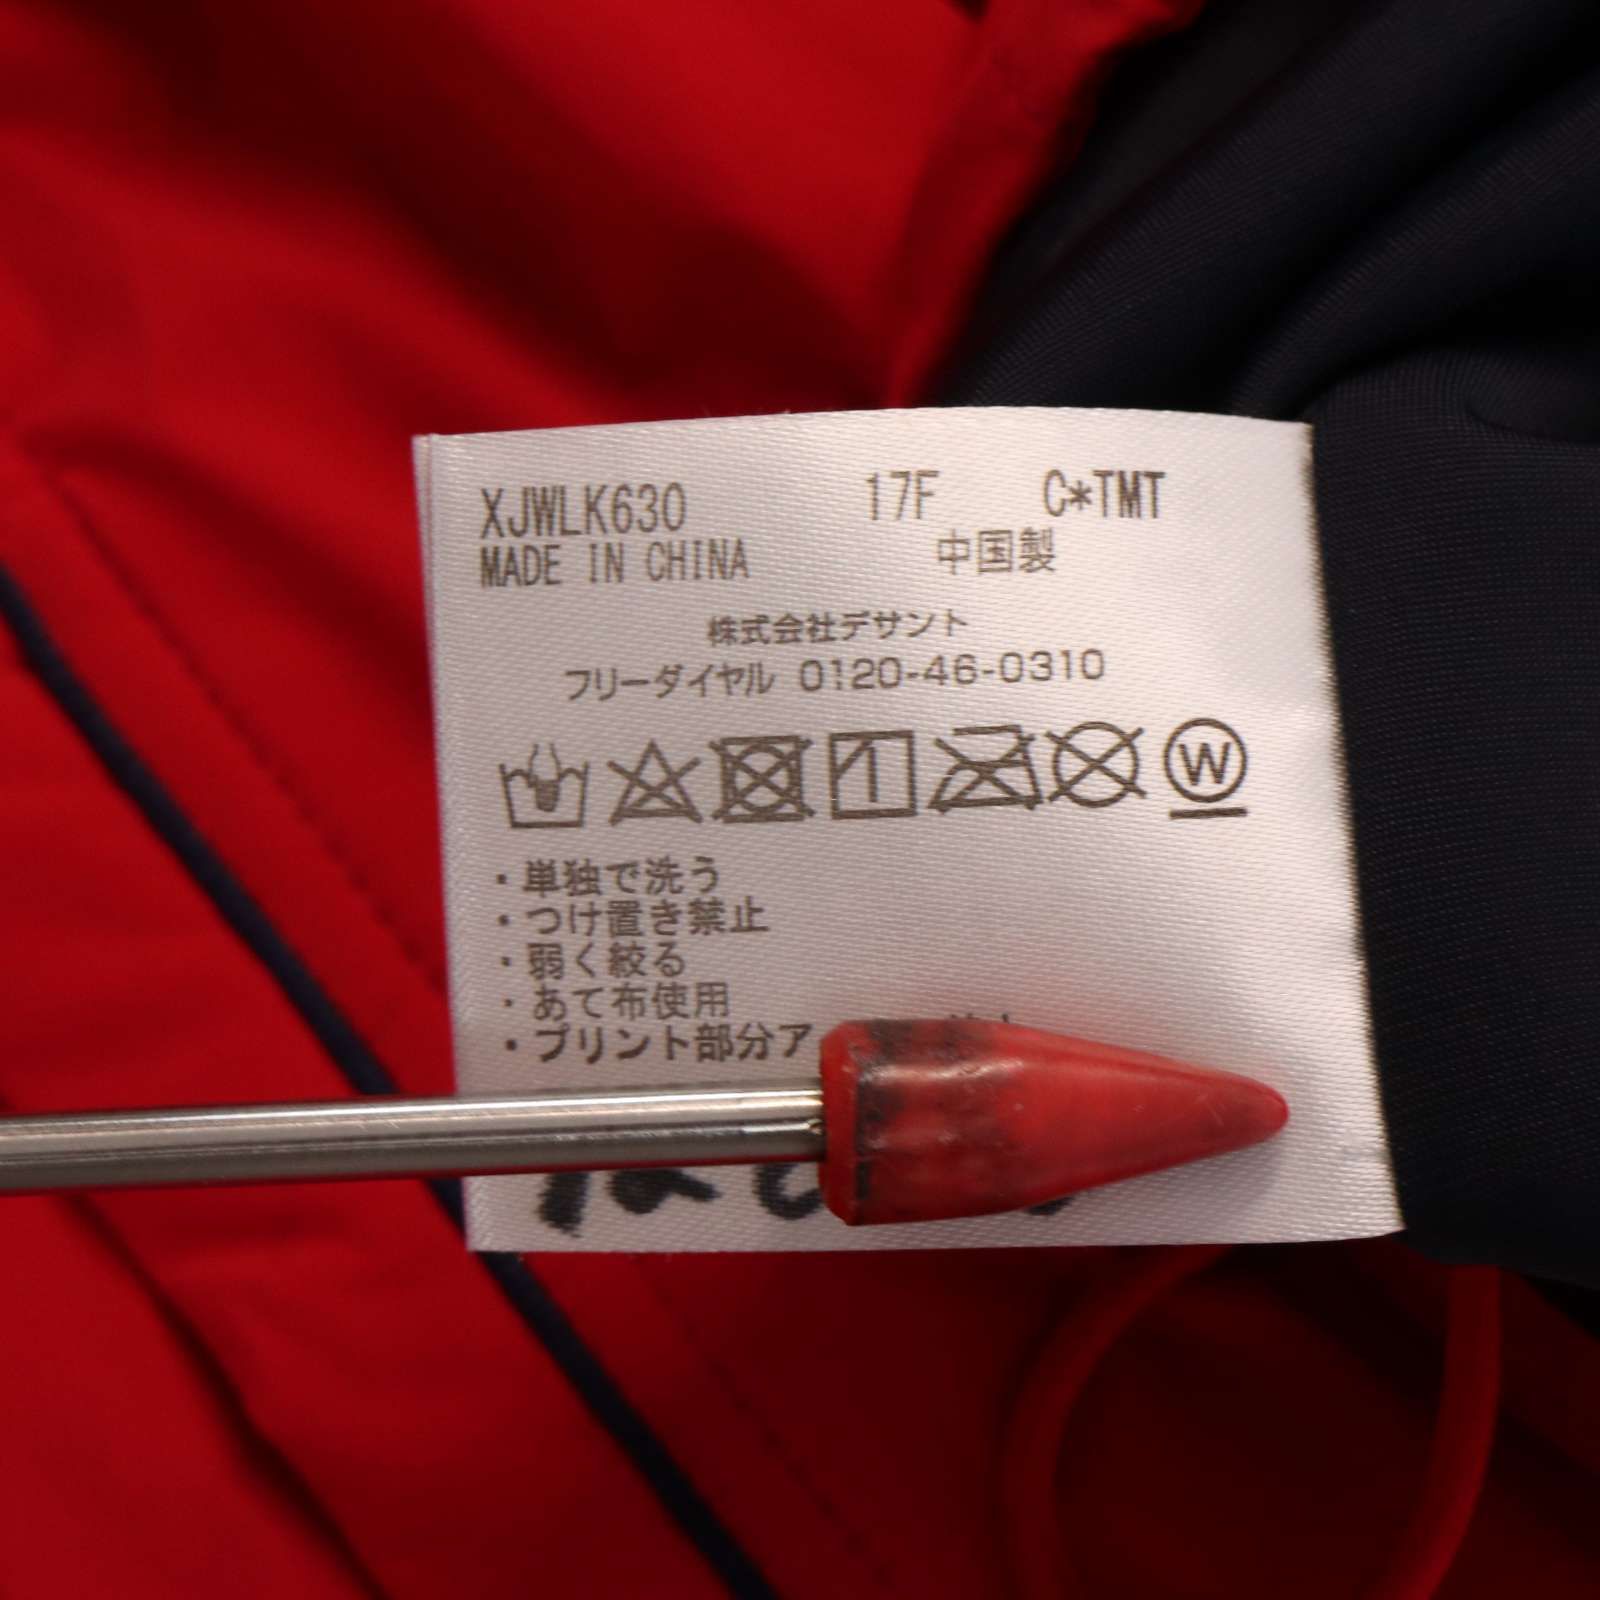 XJWLK630 17F C*TMT
MADE IN CHINA 中国製
株式会社デサント
フリーダイヤル 0120-46-0310
W
・単独で洗う
・つけ置き禁止
・弱く絞る
・あて布使用
・プリント部分ア